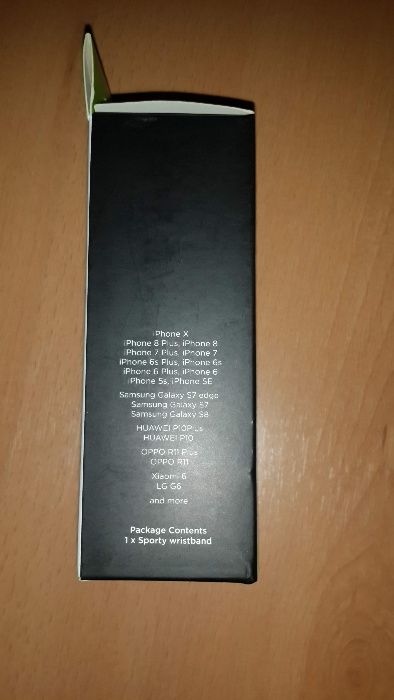 iPhone X
iPhone 8 Plus, iPhone 8
iPhone 7 Plus, iPhone 7
iPhone 6s Plus, iPhone 6s
iPhone 6 Plus, iPhone 6
iPhone 5s, iPhone SE
Samsung Galaxy S7 edge
Samsung Galaxy S7
Samsung Galaxy S8
HUAWEI P10Plus
HUAWEI P10
OPPO R11 Plus
OPPO R11
Xiaomi 6
LG G6
and more
Package Contents
1 x Sporty wristband